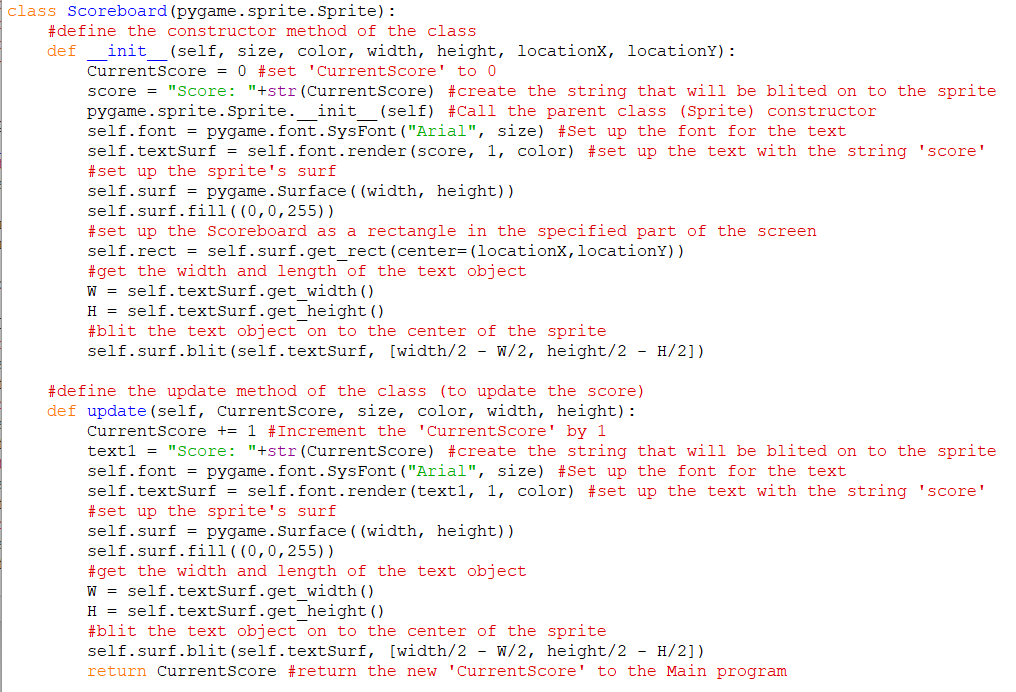 class Scoreboard(pygame.sprite.Sprite):
    #define the constructor method of the class
    def __init__(self, size, color, width, height, locationX, locationY):
        CurrentScore = 0 #set 'CurrentScore' to 0
        score = "Score: "+str(CurrentScore) #create the string that will be blited on to the sprite
        pygame.sprite.Sprite.__init__(self) #Call the parent class (Sprite) constructor
        self.font = pygame.font.SysFont("Arial", size) #Set up the font for the text
        self.textSurf = self.font.render(score, 1, color) #set up the text with the string 'score'
        #set up the sprite's surf
        self.surf = pygame.Surface((width, height))
        self.surf.fill((0,0,255))
        #set up the Scoreboard as a rectangle in the specified part of the screen
        self.rect = self.surf.get_rect(center=(locationX,locationY))
        #get the width and length of the text object
        W = self.textSurf.get_width()
        H = self.textSurf.get_height()
        #blit the text object on to the center of the sprite
        self.surf.blit(self.textSurf, [width/2 - W/2, height/2 - H/2])

    #define the update method of the class (to update the score)
    def update(self, CurrentScore, size, color, width, height):
        CurrentScore += 1 #Increment the 'CurrentScore' by 1
        text1 = "Score: "+str(CurrentScore) #create the string that will be blited on to the sprite
        self.font = pygame.font.SysFont("Arial", size) #Set up the font for the text
        self.textSurf = self.font.render(text1, 1, color) #set up the text with the string 'score'
        #set up the sprite's surf
        self.surf = pygame.Surface((width, height))
        self.surf.fill((0,0,255))
        #get the width and length of the text object
        W = self.textSurf.get_width()
        H = self.textSurf.get_height()
        #blit the text object on to the center of the sprite
        self.surf.blit(self.textSurf, [width/2 - W/2, height/2 - H/2])
        return CurrentScore #return the new 'CurrentScore' to the Main program